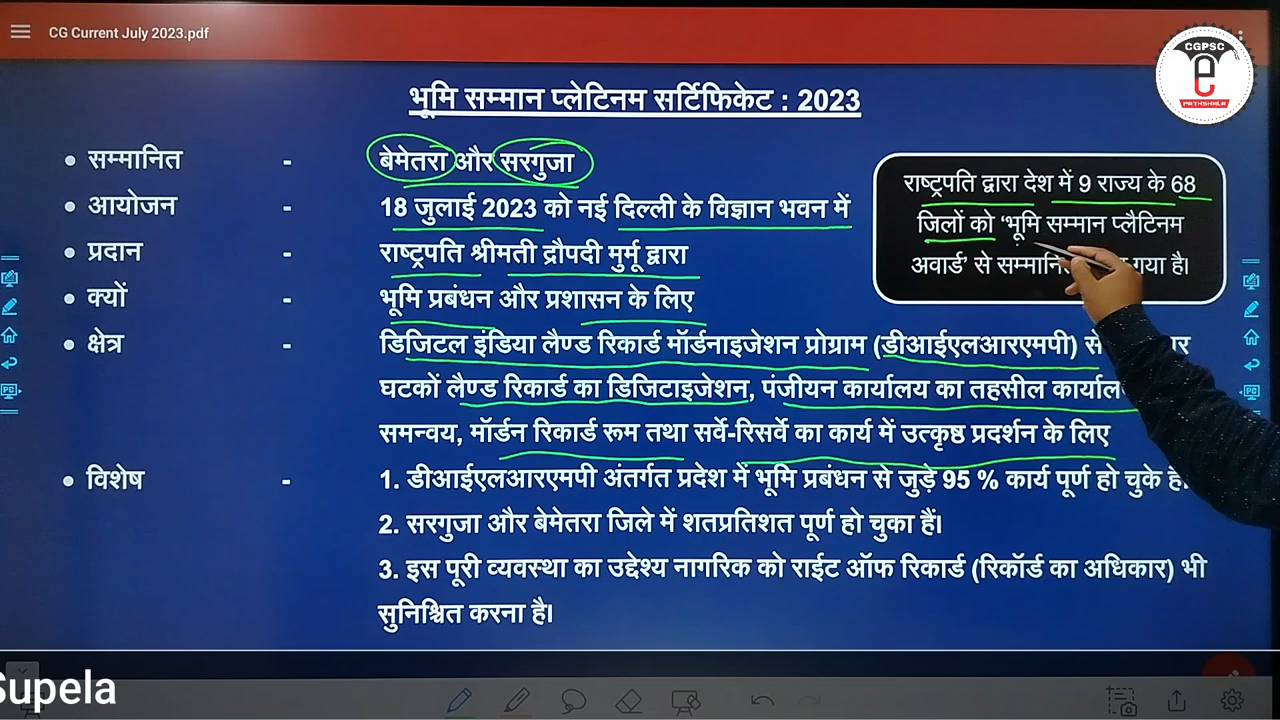 CG Current July 2023.pdf
CGPSC
e
PATHSHALA
भूमि सम्मान प्लेटिनम सर्टिफिकेट : 2023
सम्मानित - बेमेतरा और सरगुजा
आयोजन - 18 जुलाई 2023 को नई दिल्ली के विज्ञान भवन में
प्रदान - राष्ट्रपति श्रीमती द्रौपदी मुर्मू द्वारा
क्यों - भूमि प्रबंधन और प्रशासन के लिए
राष्ट्रपति द्वारा देश में 9 राज्य के 68
जिलों को ‘भूमि सम्मान प्लैटिनम
अवार्ड’ से गया है।
क्षेत्र - डिजिटल इंडिया लैण्ड रिकार्ड मॉर्डनाइजेशन प्रोग्राम (डीआईएलआरएमपी)
घटकों लैण्ड रिकार्ड का डिजिटाइजेशन, पंजीयन कार्यालय का तहसील
समन्वय, मॉर्डन रिकार्ड रूम तथा सर्वे-रिसर्वे का कार्य में उत्कृष्ठ प्रदर्शन के लिए
विशेष - 1. डीआईएलआरएमपी अंतर्गत प्रदेश में भूमि प्रबंधन से जुड़े 95 % कार्य पूर्ण हो चुके
2. सरगुजा और बेमेतरा जिले में शतप्रतिशत पूर्ण हो चुका हैं।
3. इस पूरी व्यवस्था का उद्देश्य नागरिक को राईट ऑफ रिकार्ड (रिकॉर्ड का अधिकार) भी
सुनिश्चित करना है।
Supela